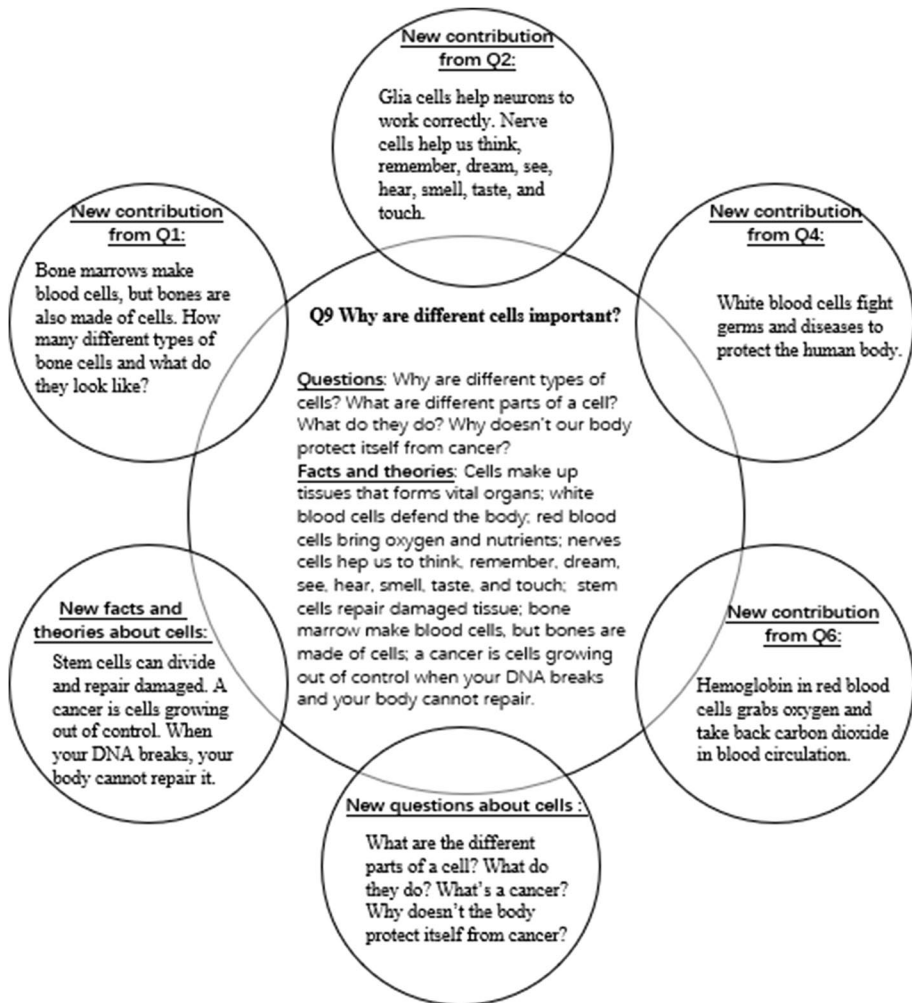 New contribution
from Q2:
Glia cells help neurons to
work correctly. Nerve
cells help us think,
remember, dream, see,
hear, smell, taste, and
touch.
New contribution
from Q1:
Bone marrows make
blood cells, but bones are
also made of cells. How
many different types of
bone cells and what do
they look like?
New contribution
from Q4:
White blood cells fight
germs and diseases to
protect the human body.
Q9 Why are different cells important?
Questions: Why are different types of
cells? What are different parts of a cell?
What do they do? Why doesn't our body
protect itself from cancer?
Facts and theories: Cells make up
tissues that forms vital organs; white
blood cells defend the body; red blood
cells bring oxygen and nutrients; nerves
cells hep us to think, remember, dream,
see, hear, smell, taste, and touch; stem
cells repair damaged tissue; bone
marrow make blood cells, but bones are
made of cells; a cancer is cells growing
out of control when your DNA breaks
and your body cannot repair.
New facts and
theories about cells:
Stem cells can divide
and repair damaged. A
cancer is cells growing
out of control. When
your DNA breaks, your
body cannot repair it.
New contribution
from Q6:
Hemoglobin in red blood
cells grabs oxygen and
take back carbon dioxide
in blood circulation.
New questions about cells :
What are the different
parts of a cell? What do
they do? What's a cancer?
Why doesn't the body
protect itself from cancer?